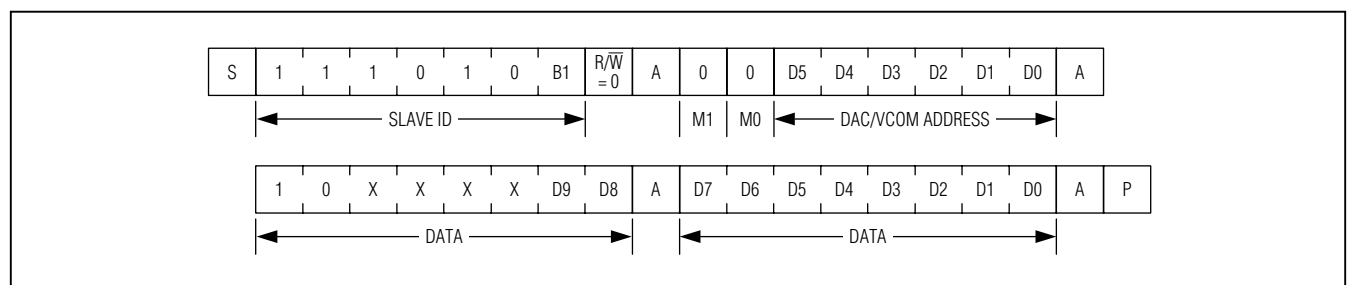 S 1 1 1 0 1 0 B1 R/W̅ = 0 A 0 0 D5 D4 D3 D2 D1 D0 A
SLAVE ID M1 M0 DAC/VCOM ADDRESS
1 0 X X X X D9 D8 A D7 D6 D5 D4 D3 D2 D1 D0 A P
DATA DATA